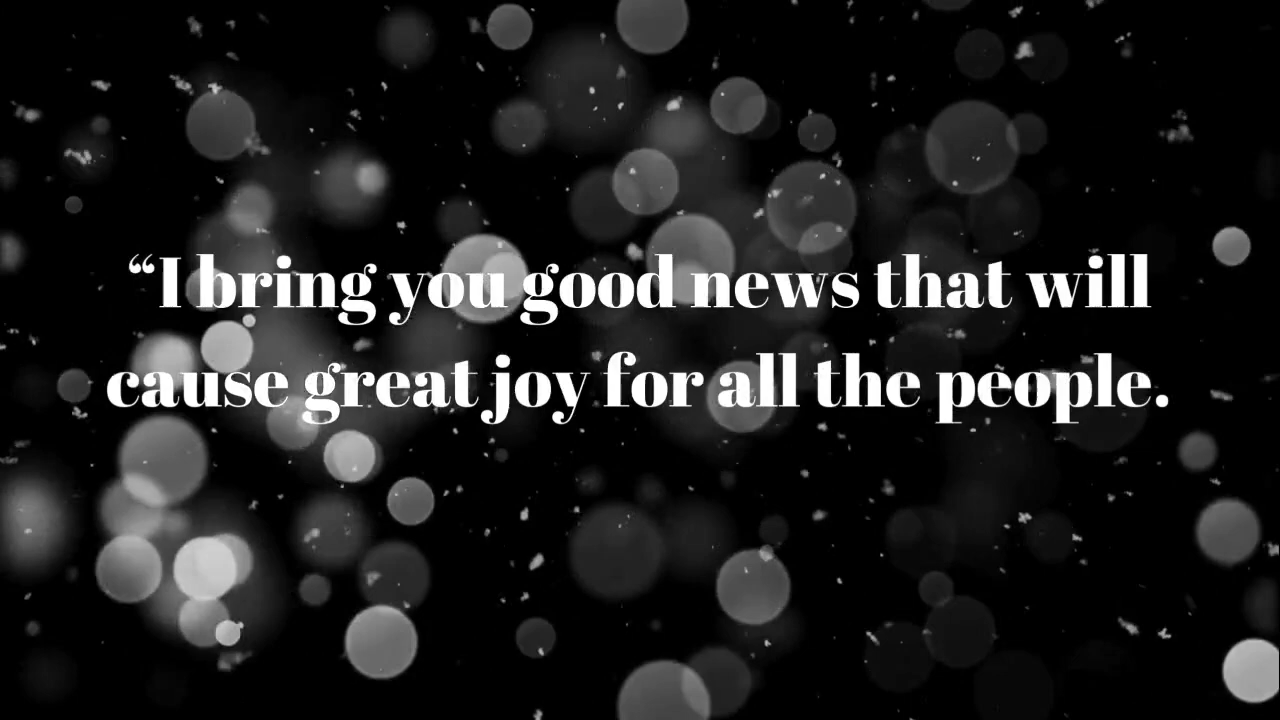 “I bring you good news that will
cause great joy for all the people.